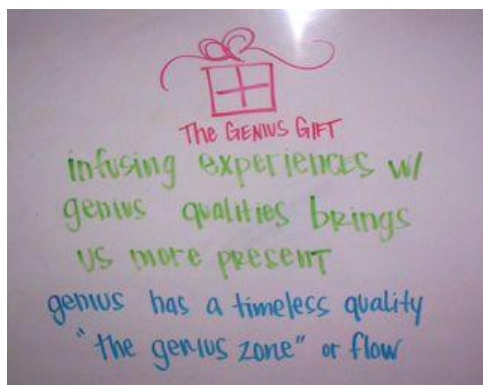 The GENIUS GIFT
infusing experiences w/
genius qualities brings
us more present
genius has a timeless quality
"the genius zone" or flow